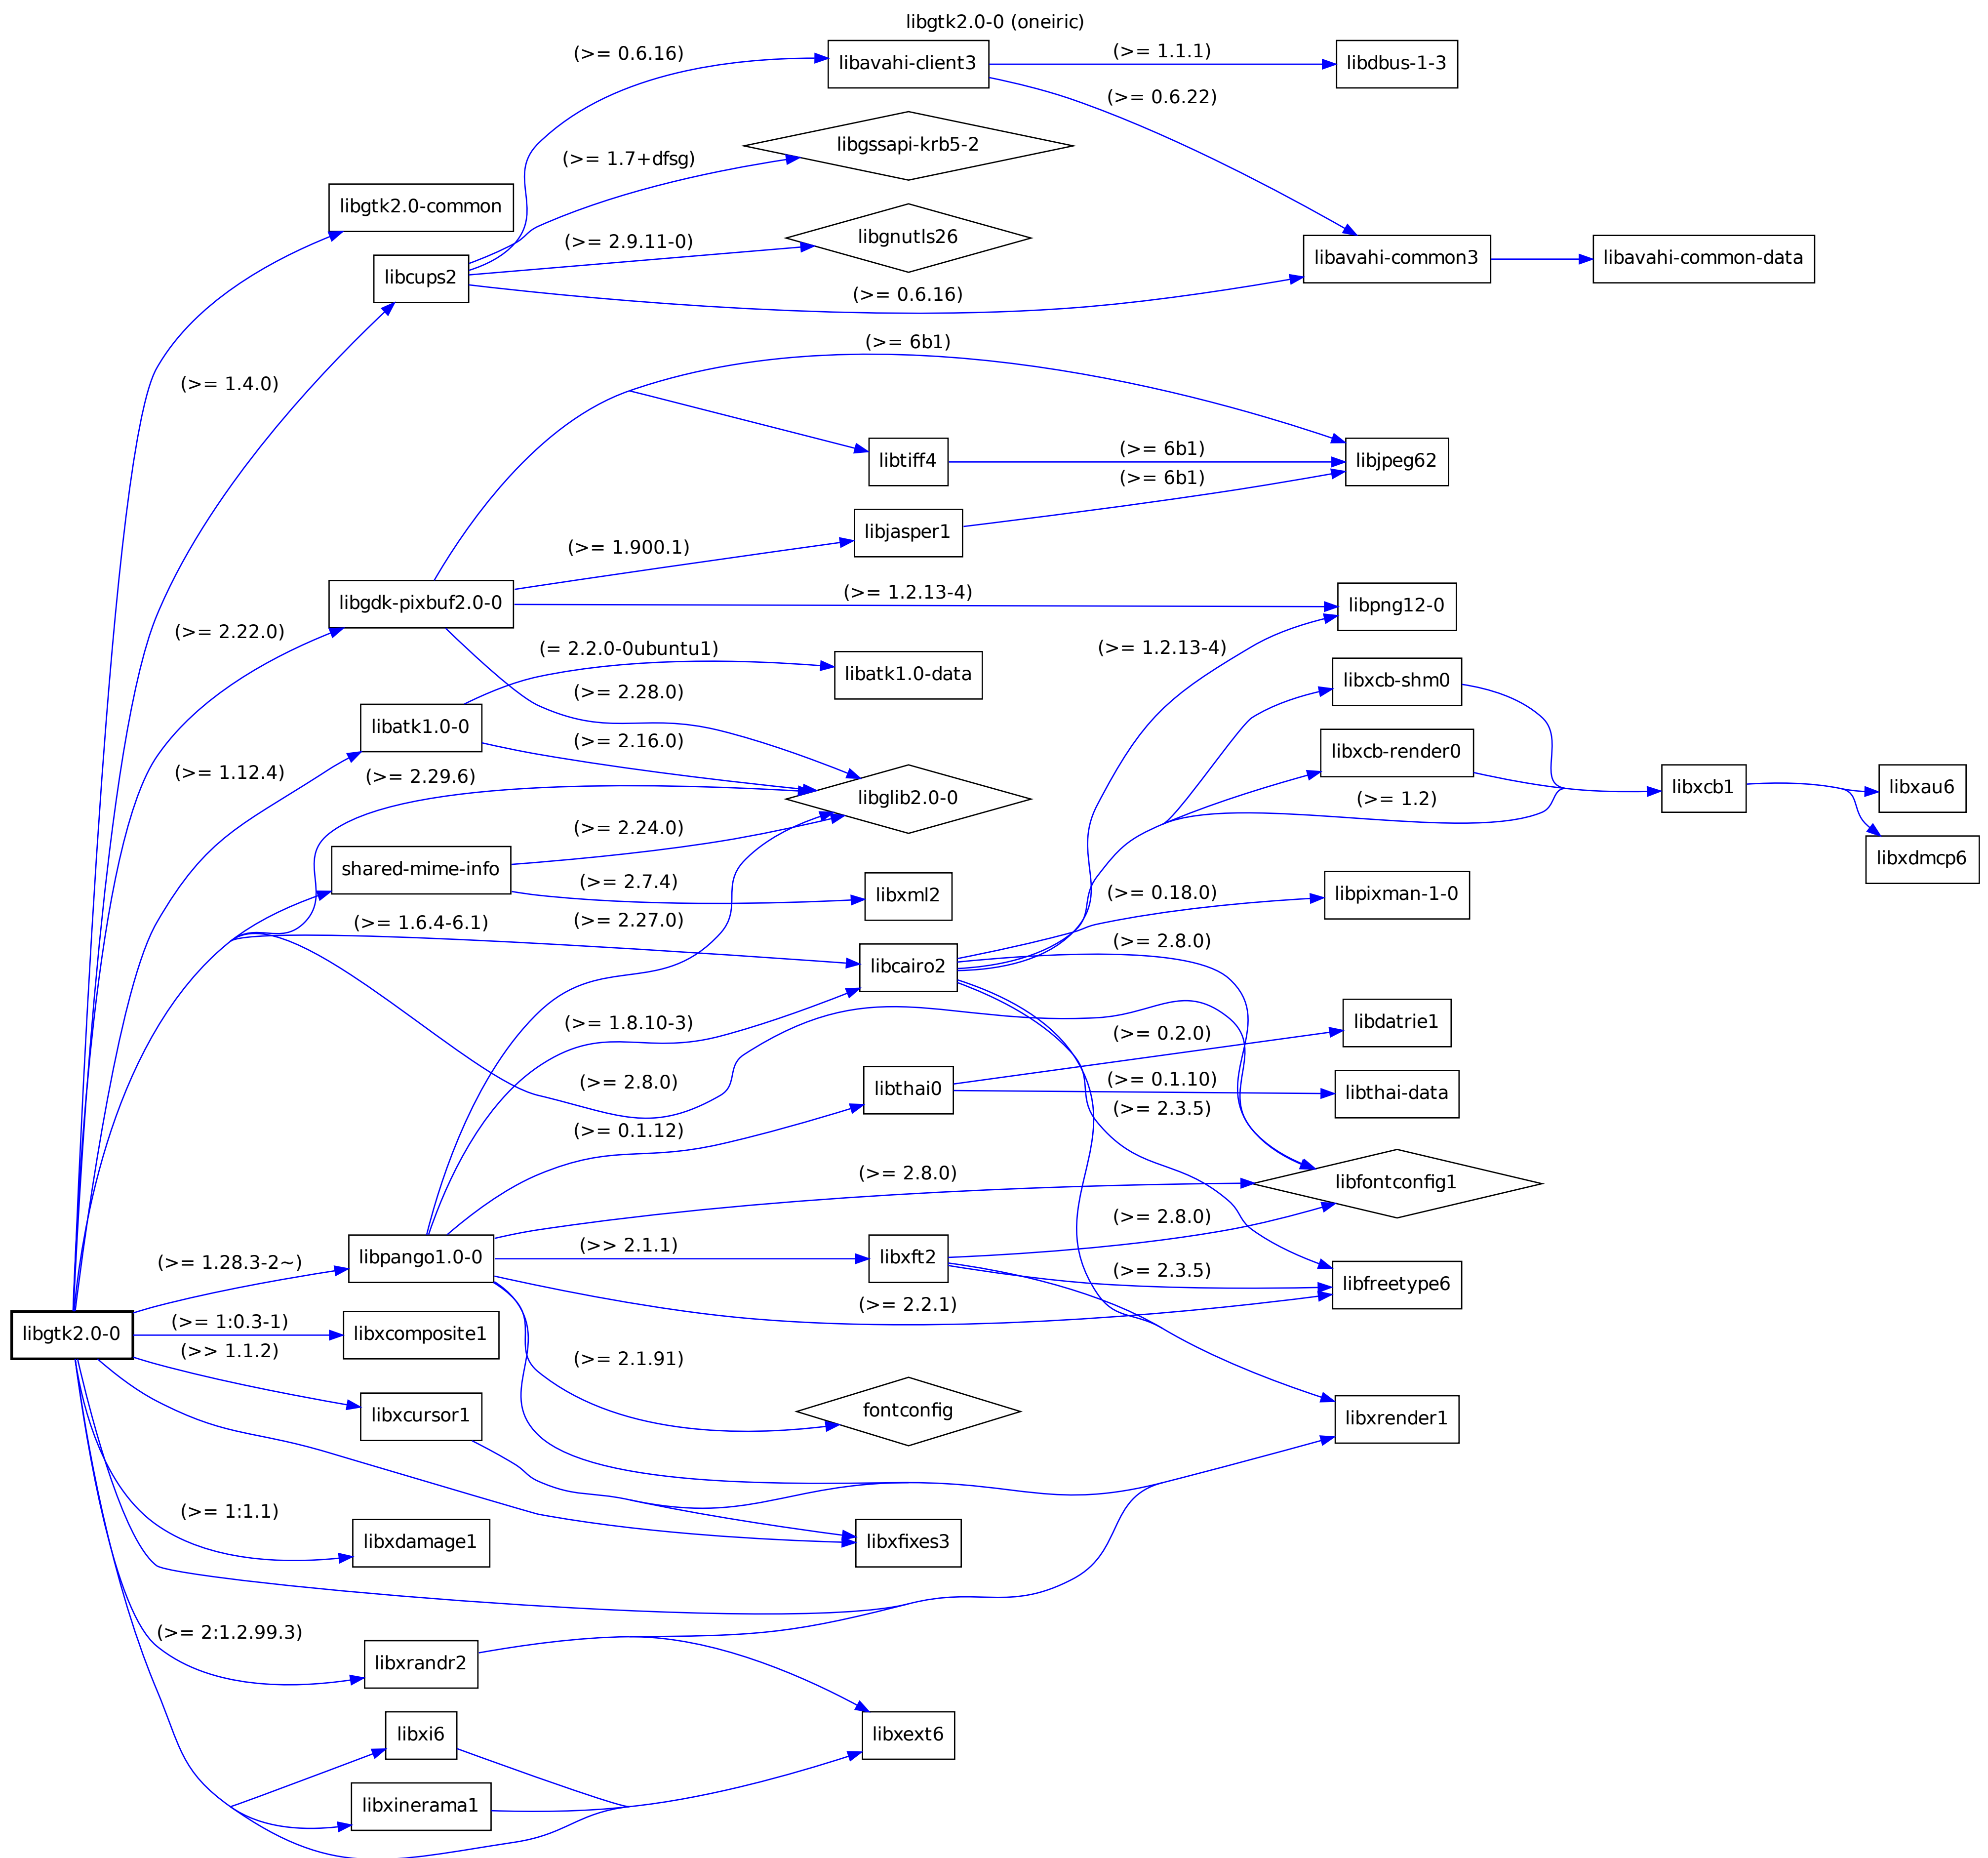 libgtk2.0-0 (oneiric)
(>= 0.6.16)
libavahi-client3
(>= 1.1.1)
libdbus-1-3
(>= 0.6.22)
(>= 1.7+dfsg)
libgssapi-krb5-2
libgtk2.0-common
(>= 2.9.11-0)
libgnutls26
libcups2
(>= 0.6.16)
libavahi-common3
libavahi-common-data
(>= 6b1)
(>= 1.4.0)
libtiff4
(>= 6b1)
libjpeg62
(>= 6b1)
libjasper1
(>= 1.900.1)
libgdk-pixbuf2.0-0
(>= 1.2.13-4)
libpng12-0
(>= 2.22.0)
(= 2.2.0-0ubuntu1)
libatk1.0-data
(>= 1.2.13-4)
libxcb-shm0
(>= 2.28.0)
libatk1.0-0
(>= 2.16.0)
libxcb-render0
(>= 1.12.4)
(>= 2.29.6)
libglib2.0-0
(>= 1.2)
libxcb1
libxau6
(>= 2.24.0)
libxdmcp6
shared-mime-info
(>= 2.7.4)
libxml2
(>= 0.18.0)
libpixman-1-0
(>= 1.6.4-6.1)
(>= 2.27.0)
(>= 2.8.0)
libcairo2
(>= 1.8.10-3)
(>= 0.2.0)
libdatrie1
(>= 2.8.0)
libthai0
(>= 0.1.10)
libthai-data
(>= 2.3.5)
(>= 0.1.12)
(>= 2.8.0)
libfontconfig1
(>= 2.8.0)
(>= 1.28.3-2~)
libpango1.0-0
(>> 2.1.1)
libxft2
(>= 2.3.5)
libfreetype6
(>= 2.2.1)
libgtk2.0-0
(>= 1:0.3-1)
libxcomposite1
(>> 1.1.2)
(>= 2.1.91)
libxcursor1
fontconfig
libxrender1
(>= 1:1.1)
libxdamage1
libxfixes3
(>= 2:1.2.99.3)
libxrandr2
libxi6
libxext6
libxinerama1